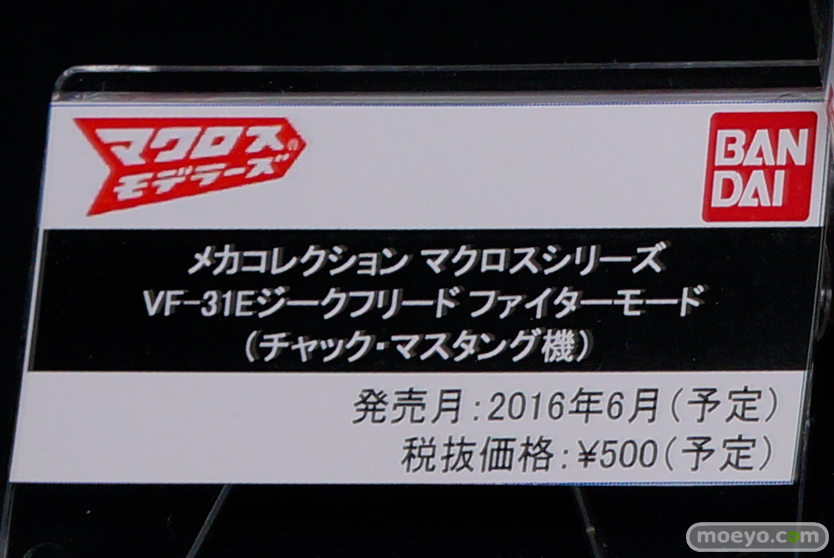 マクロスの
モデラーズ
BAN
DAI
メカコレクション マクロスシリーズ
VF-31Eジークフリード ファイターモード
(チャック・マスタング機)
発売月:2016年6月(予定)
税抜価格:¥500(予定)
moeyo.com